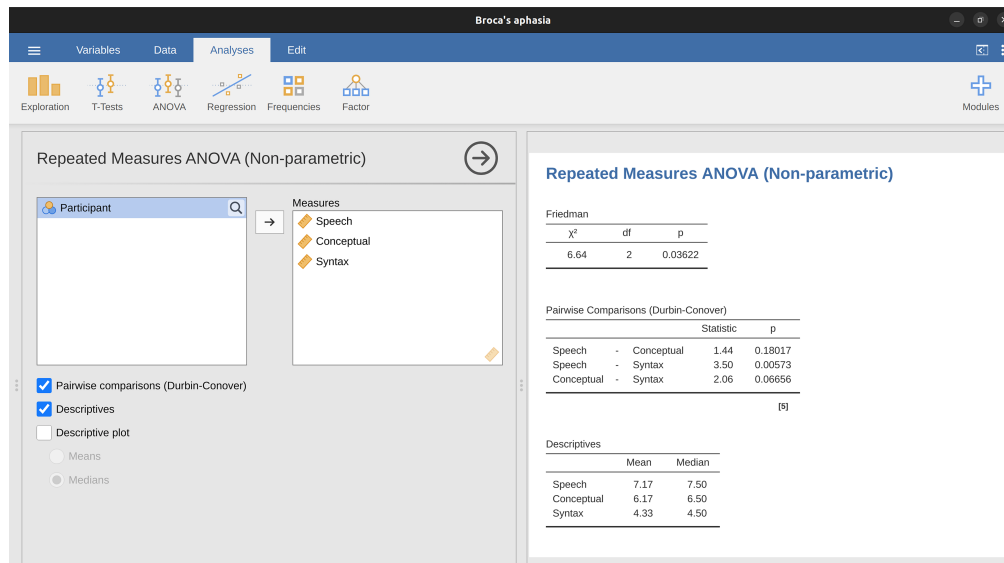 Broca's aphasia
Variables Data Analyses Edit
Exploration T-Tests ANOVA Regression Frequencies Factor Modules
Repeated Measures ANOVA (Non-parametric)
Participant
Measures
Speech
Conceptual
Syntax
Pairwise comparisons (Durbin-Conover)
Descriptives
Descriptive plot
Means
Medians
Repeated Measures ANOVA (Non-parametric)
Friedman
χ² df p
6.64 2 0.03622
Pairwise Comparisons (Durbin-Conover)
Statistic p
Speech - Conceptual 1.44 0.18017
Speech - Syntax 3.50 0.00573
Conceptual - Syntax 2.06 0.06656
[5]
Descriptives
Mean Median
Speech 7.17 7.50
Conceptual 6.17 6.50
Syntax 4.33 4.50